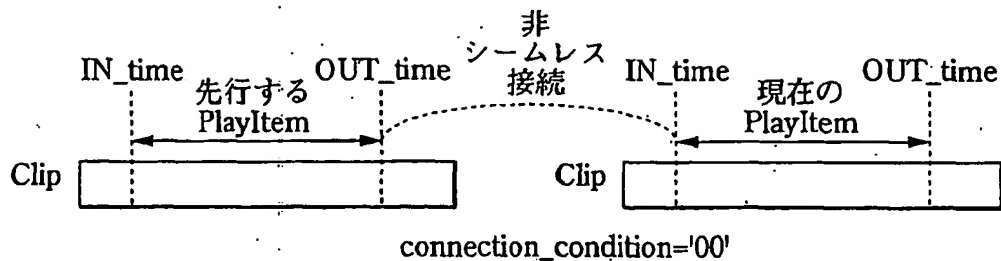 非
シームレス
接続
IN_time
OUT_time
IN_time
OUT_time
先行する
PlayItem
現在の
PlayItem
Clip
Clip
connection_condition='00'